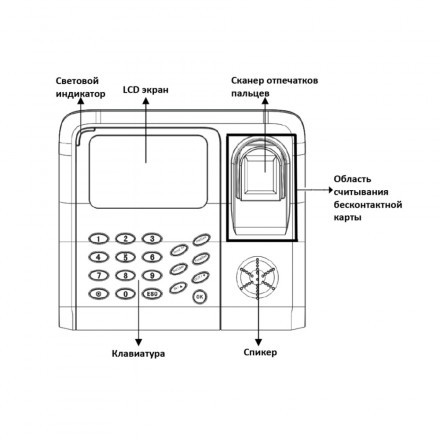 Световой
индикатор
LCD экран
Сканер отпечатков
пальцев
Область
считывания
бесконтактной
карты
1 2 3
4 5 6
7 8 9
0 ESC
OK
Клавиатура
Спикер